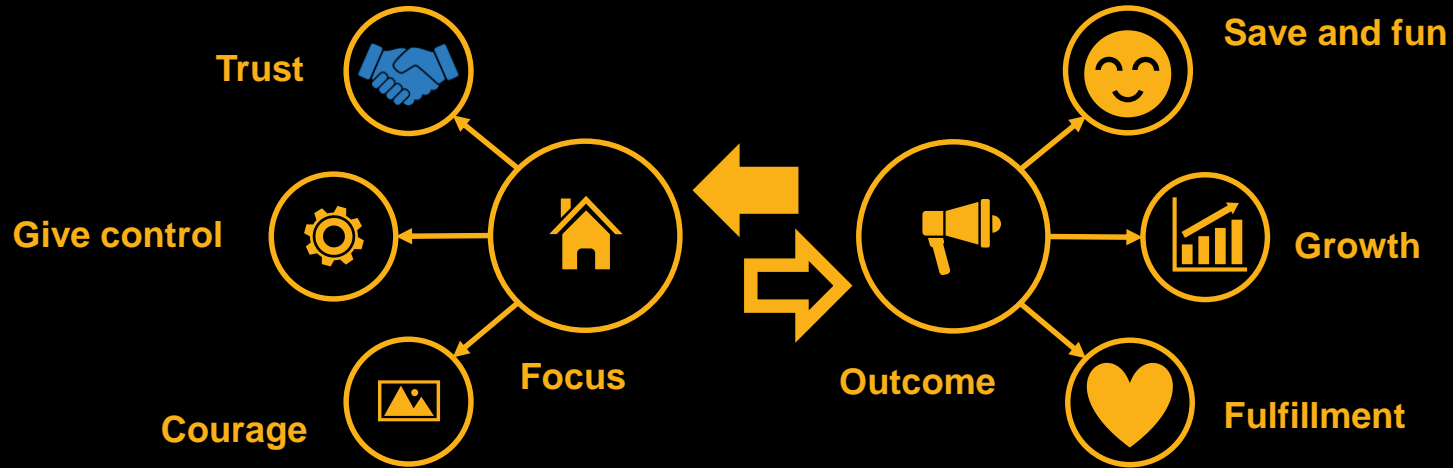 Trust
Give control
Courage
Focus
Outcome
Save and fun
Growth
Fulfillment